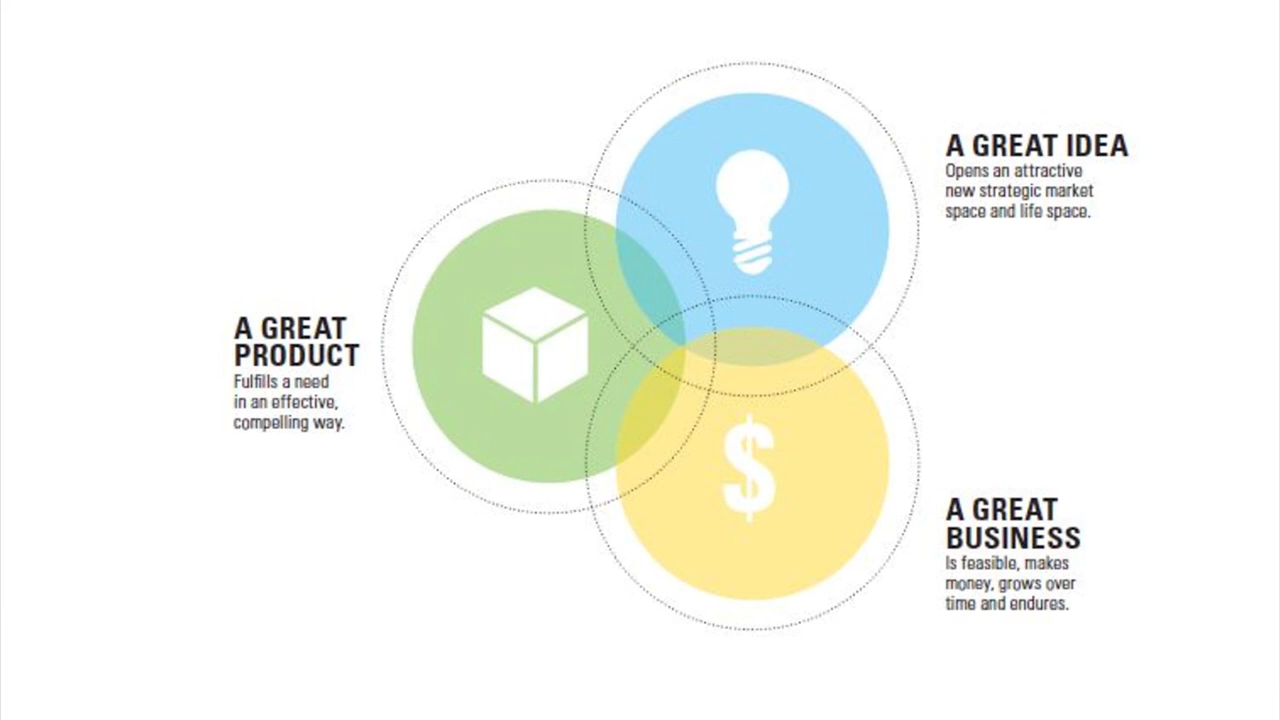 A GREAT IDEA
Opens an attractive
new strategic market
space and life space.
A GREAT
PRODUCT
Fulfills a need
in an effective,
compelling way.
$
A GREAT
BUSINESS
Is feasible, makes
money, grows over
time and endures.